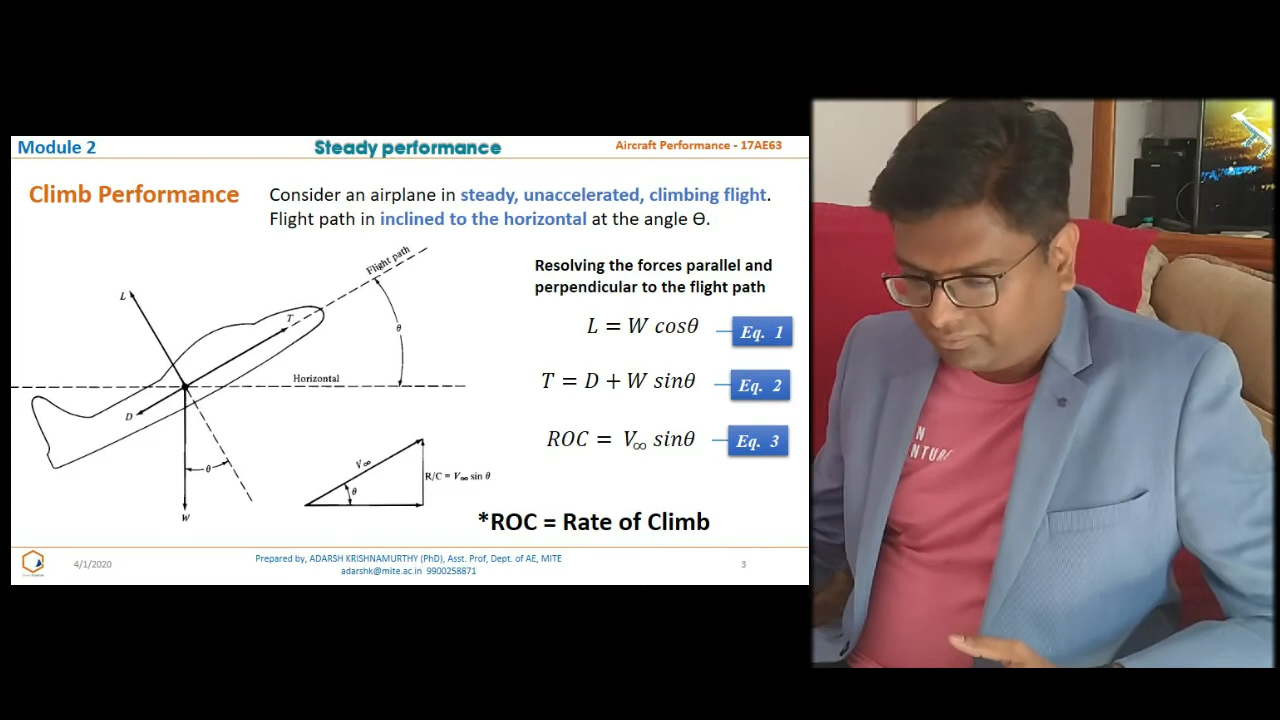 Module 2
Steady performance
Aircraft Performance - 17AE63
Climb Performance
Consider an airplane in steady, unaccelerated, climbing flight.
Flight path in inclined to the horizontal at the angle Ө.
Flight path
L
T
θ
Horizontal
D
θ
W
V∞
θ
R/C = V∞ sin θ
Resolving the forces parallel and
perpendicular to the flight path
L = W cosθ
Eq. 1
T = D + W sinθ
Eq. 2
ROC = V∞ sinθ
Eq. 3
*ROC = Rate of Climb
4/1/2020
Prepared by, ADARSH KRISHNAMURTHY (PhD), Asst. Prof, Dept. of AE, MITE
adarshk@mite.ac.in 9900258871
3